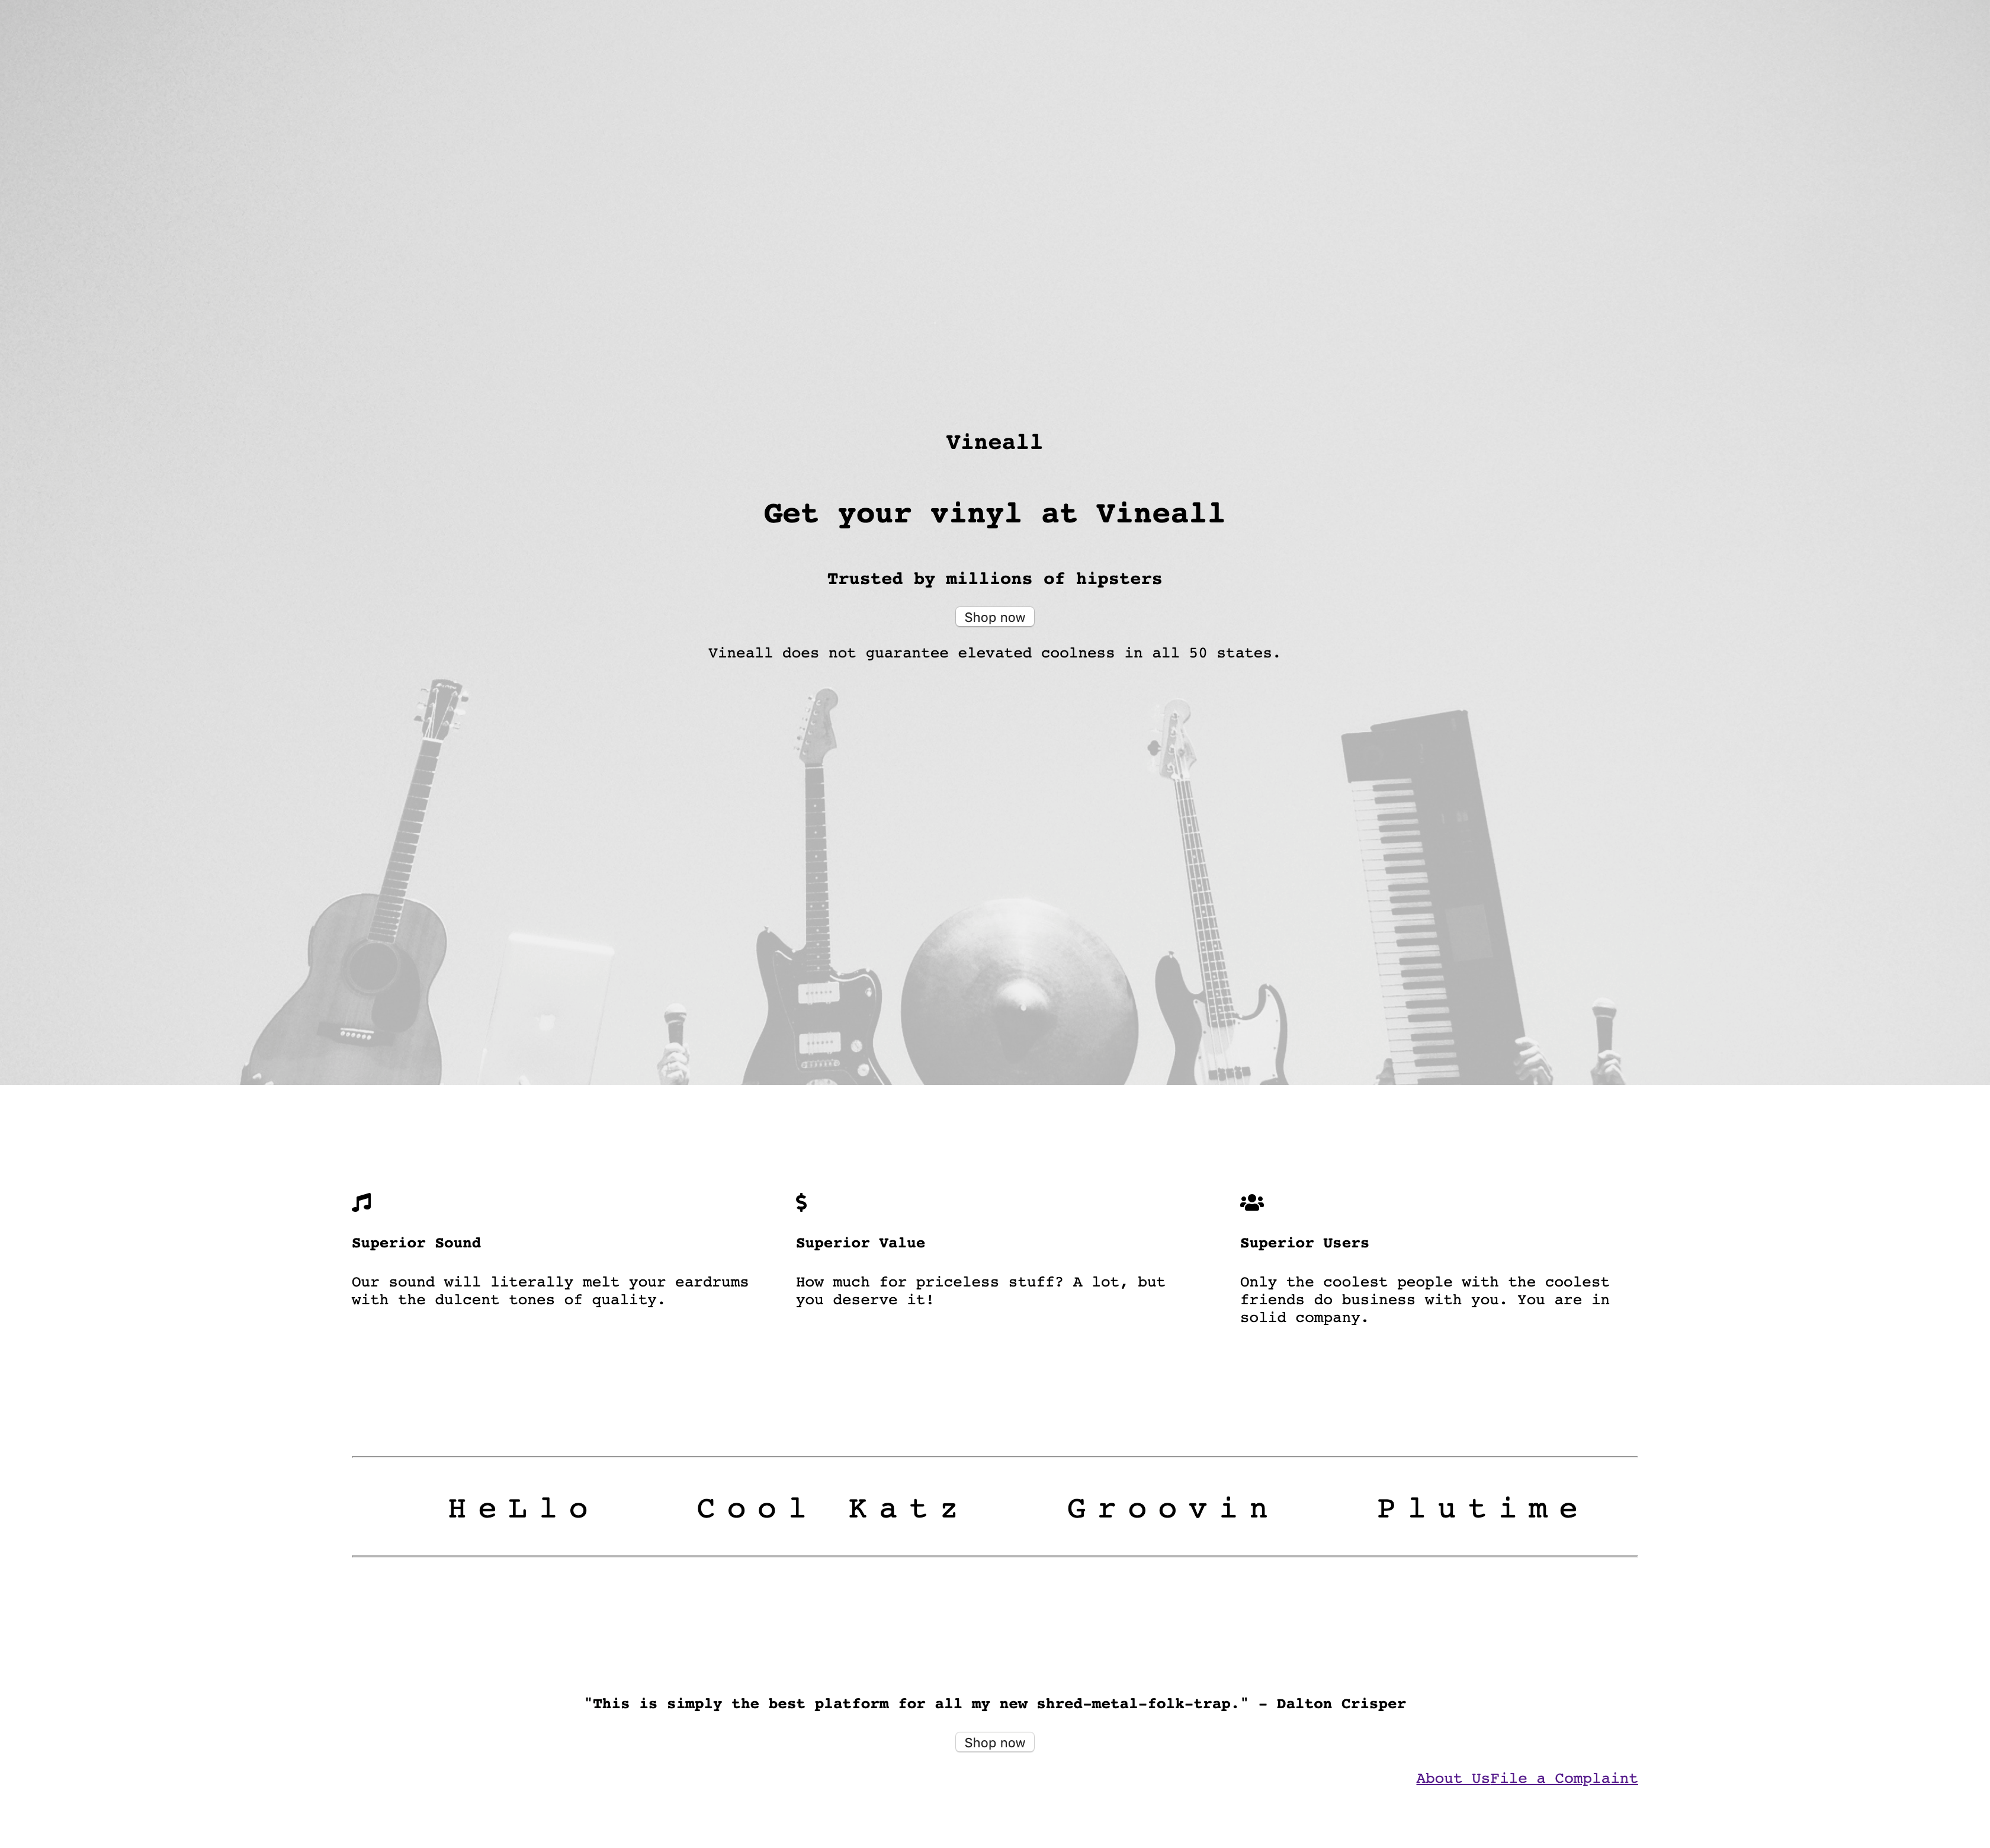 Vineall
Get your vinyl at Vineall
Trusted by millions of hipsters
Shop now
Vineall does not guarantee elevated coolness in all 50 states.
Superior Sound
Our sound will literally melt your eardrums
with the dulcent tones of quality.
Superior Value
How much for priceless stuff? A lot, but
you deserve it!
Superior Users
Only the coolest people with the coolest
friends do business with you. You are in
solid company.
HeLlo Cool Katz Groovin Plutime
"This is simply the best platform for all my new shred-metal-folk-trap." - Dalton Crisper
Shop now
About UsFile a Complaint